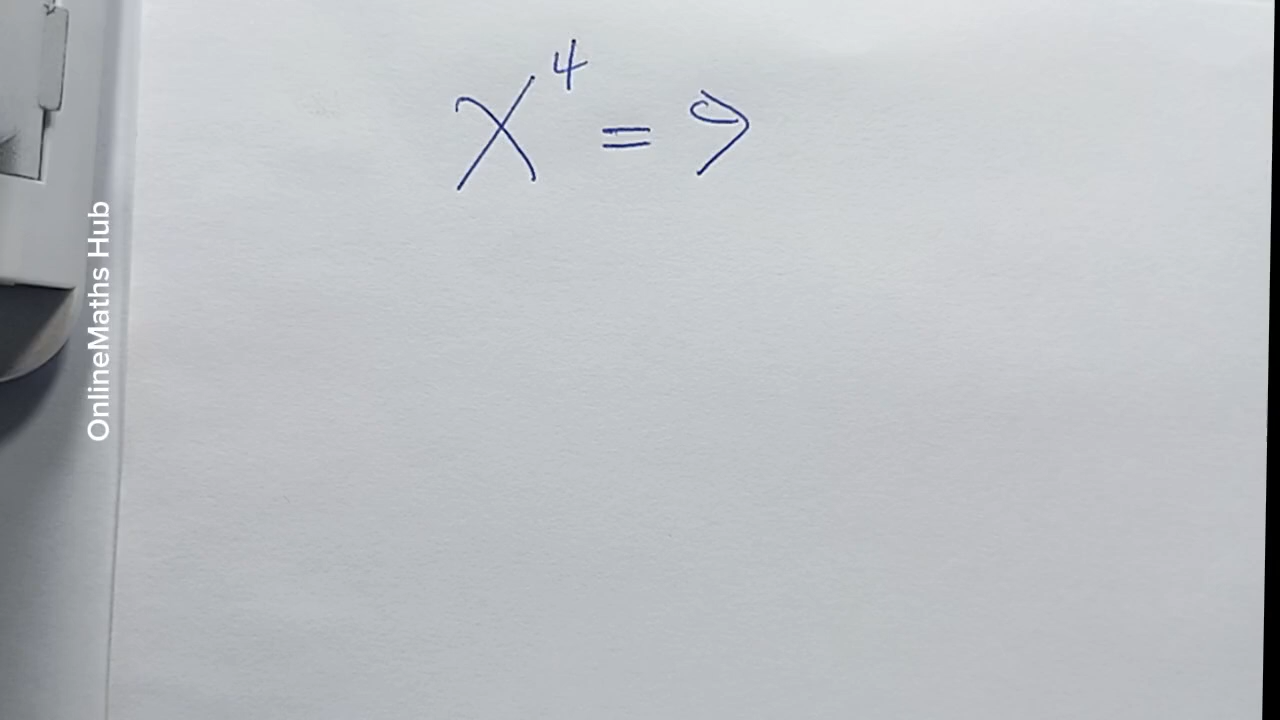 x⁴ = 9
OnlineMaths Hub